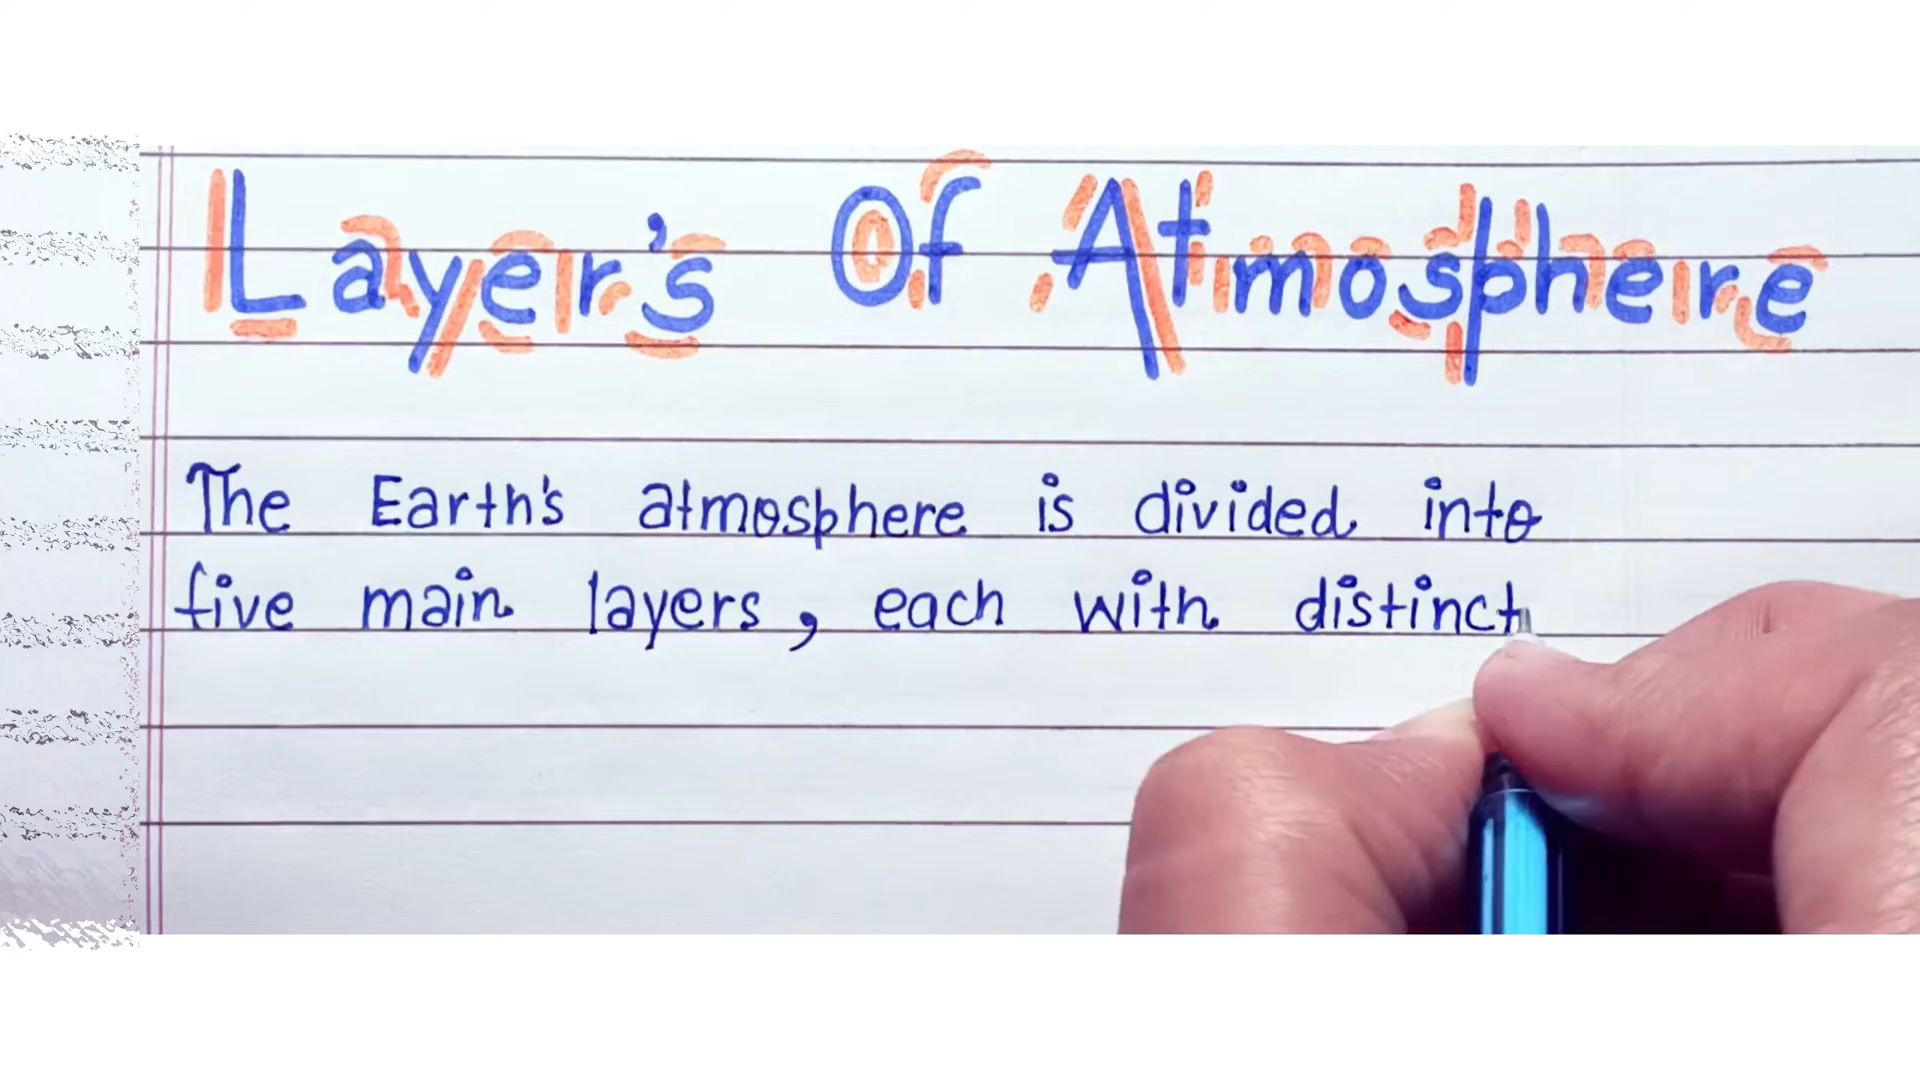 Layer's Of Atmosphere
The Earth's atmosphere is divided into
five main layers, each with distinct